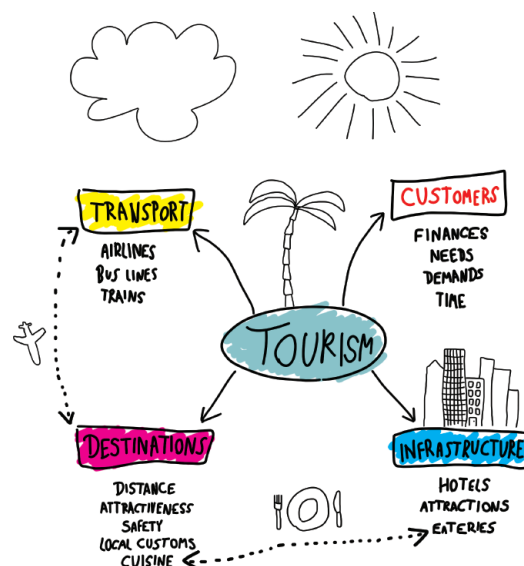 TRANSPORT
AIRLINES
BUS LINES
TRAINS
CUSTOMERS
FINANCES
NEEDS
DEMANDS
TIME
TOURISM
DESTINATIONS
DISTANCE
ATTRACTIVENESS
SAFETY
LOCAL CUSTOMS
CUISINE
INFRASTRUCTURE
HOTELS
ATTRACTIONS
EATERIES